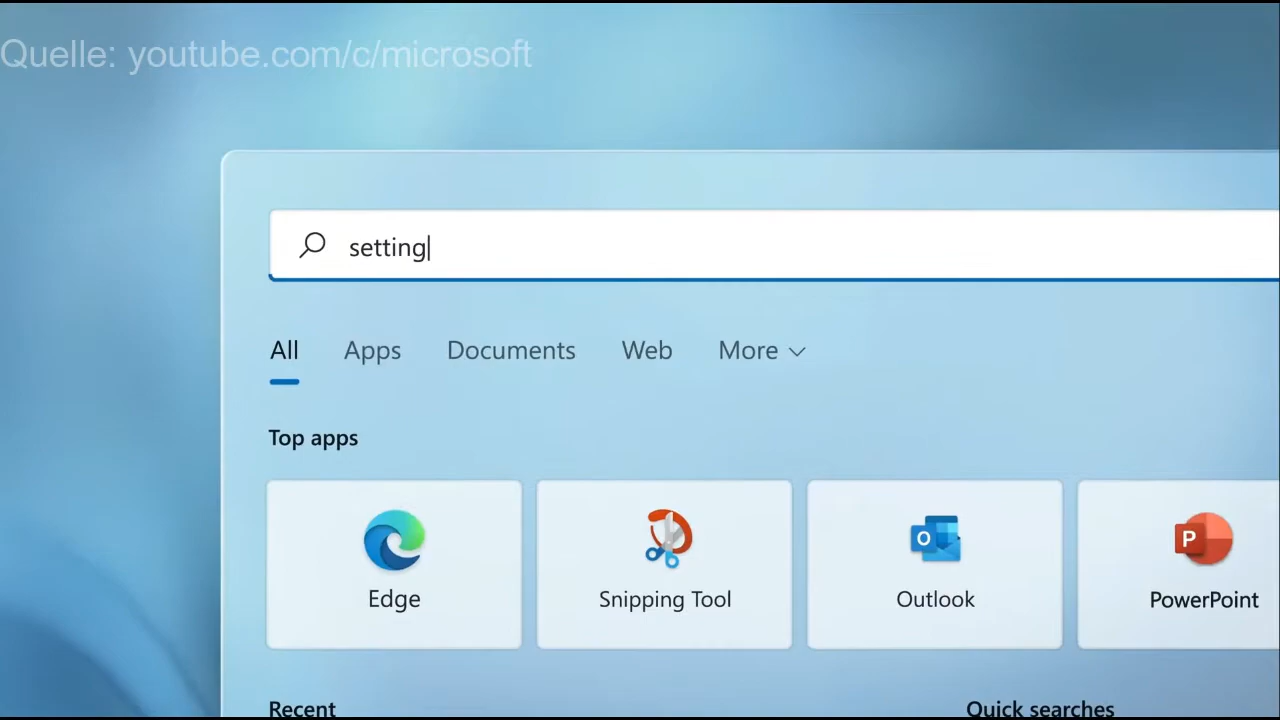 Quelle: youtube.com/c/microsoft
setting
All Apps Documents Web More
Top apps
Edge Snipping Tool Outlook PowerPoint
Recent Quick searches